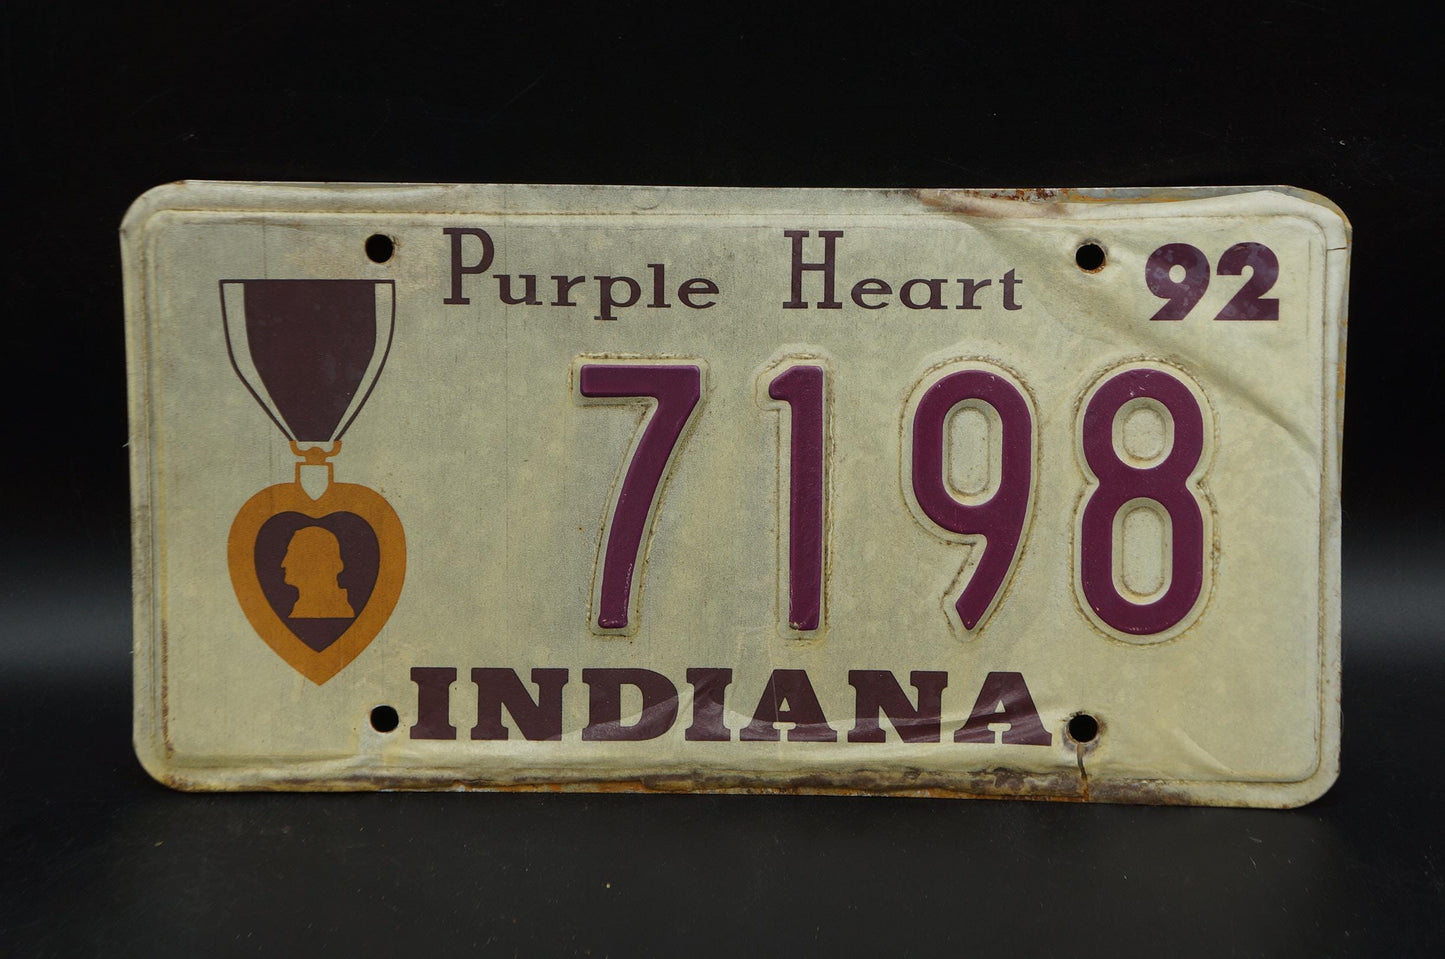 Purple Heart 92
7198
INDIANA